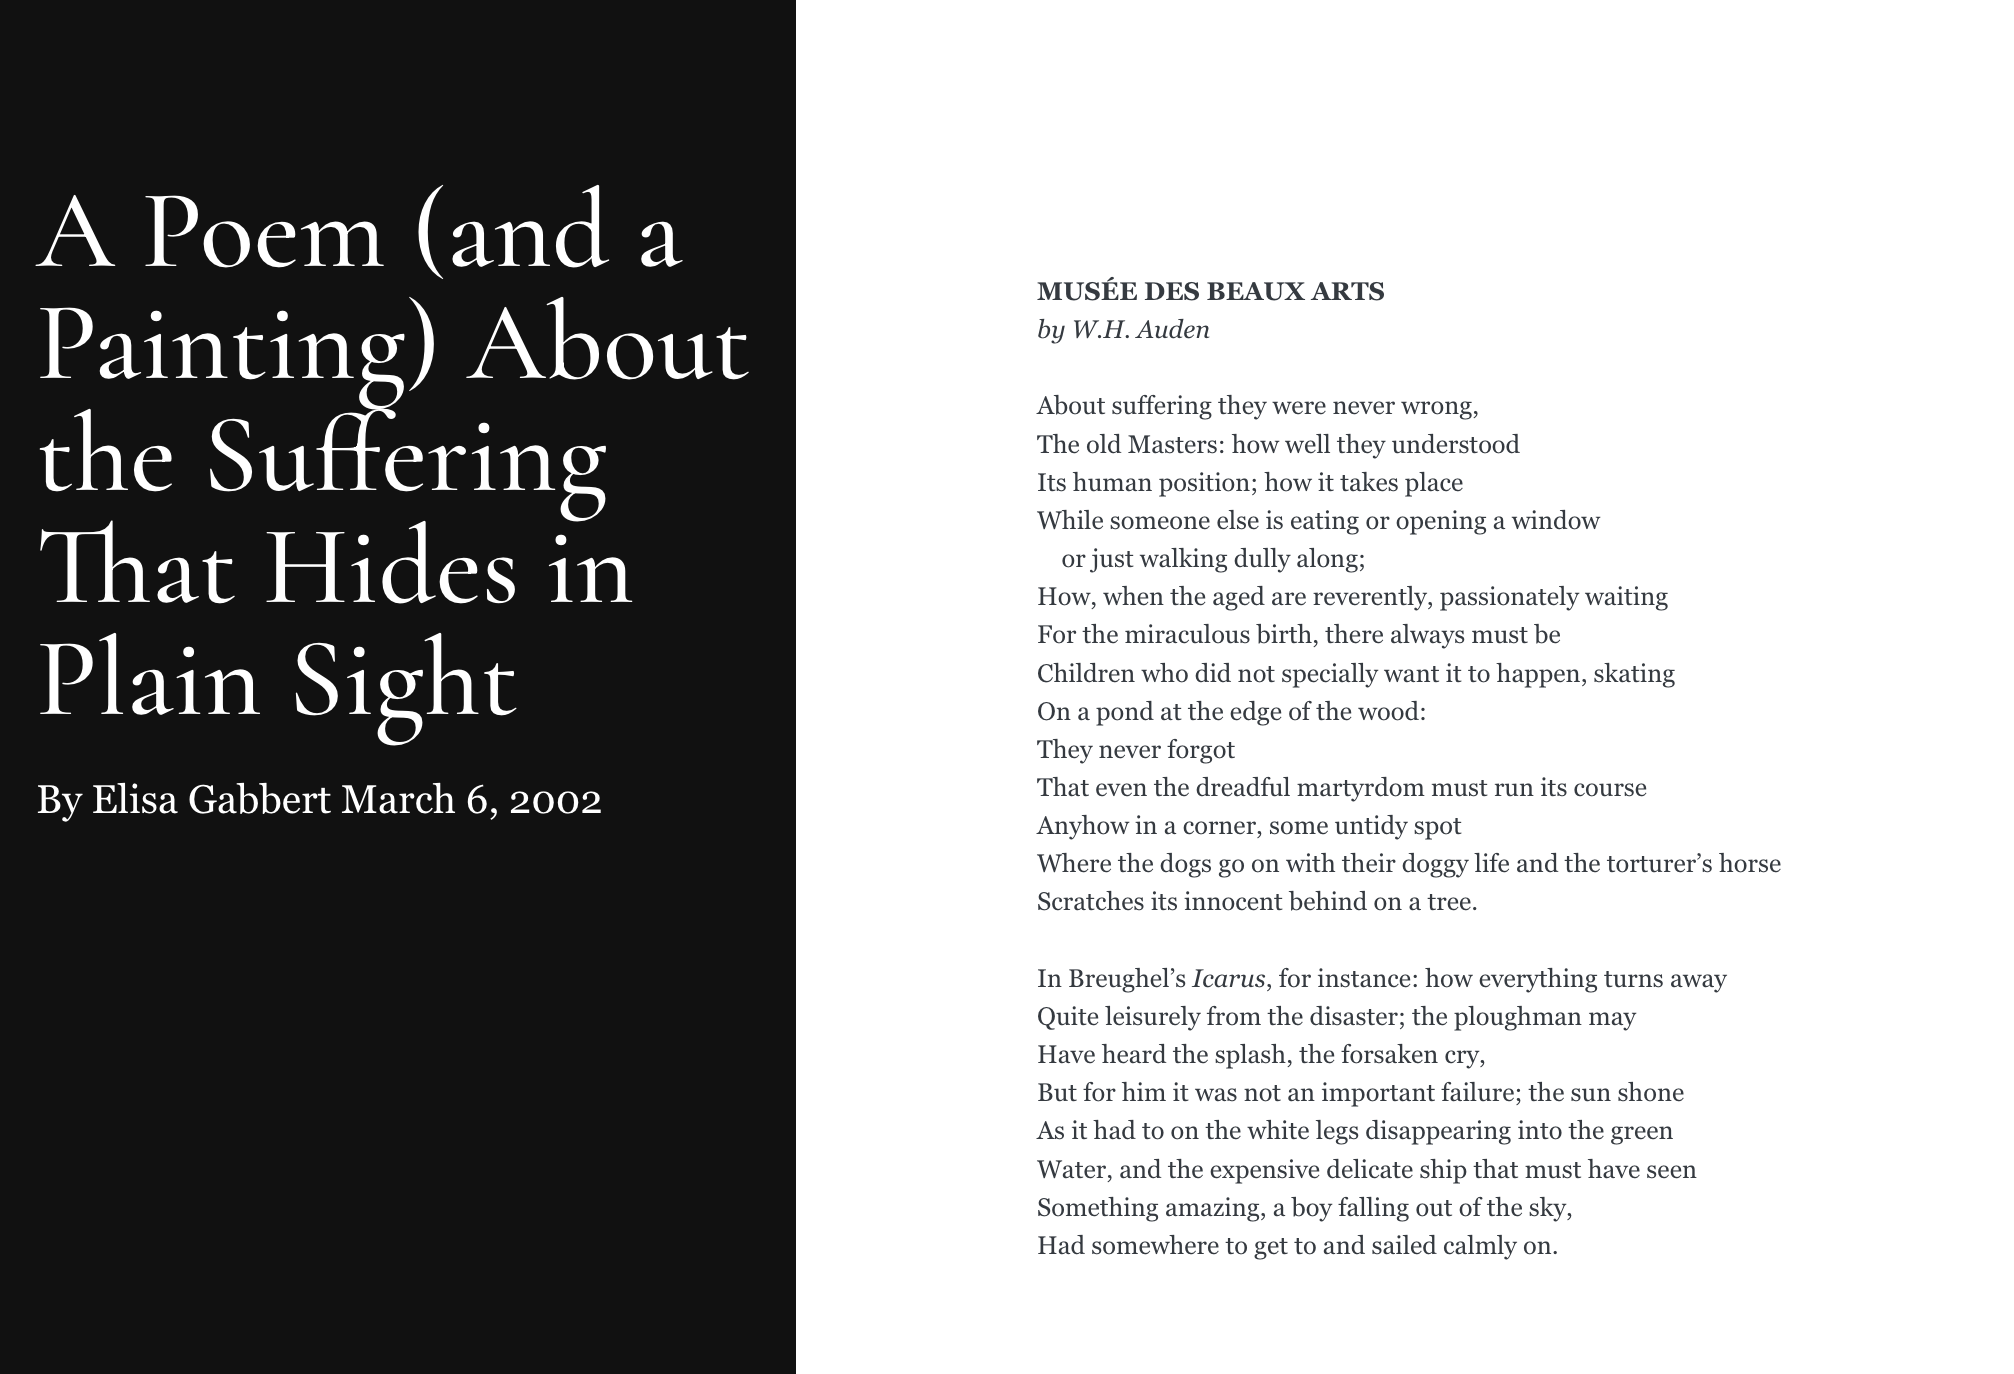 A Poem (and a
Painting) About
the Suffering
That Hides in
Plain Sight
By Elisa Gabbert March 6, 2002
MUSÉE DES BEAUX ARTS
by W.H. Auden
About suffering they were never wrong,
The old Masters: how well they understood
Its human position; how it takes place
While someone else is eating or opening a window
or just walking dully along;
How, when the aged are reverently, passionately waiting
For the miraculous birth, there always must be
Children who did not specially want it to happen, skating
On a pond at the edge of the wood:
They never forgot
That even the dreadful martyrdom must run its course
Anyhow in a corner, some untidy spot
Where the dogs go on with their doggy life and the torturer’s horse
Scratches its innocent behind on a tree.
In Breughel’s Icarus, for instance: how everything turns away
Quite leisurely from the disaster; the ploughman may
Have heard the splash, the forsaken cry,
But for him it was not an important failure; the sun shone
As it had to on the white legs disappearing into the green
Water, and the expensive delicate ship that must have seen
Something amazing, a boy falling out of the sky,
Had somewhere to get to and sailed calmly on.